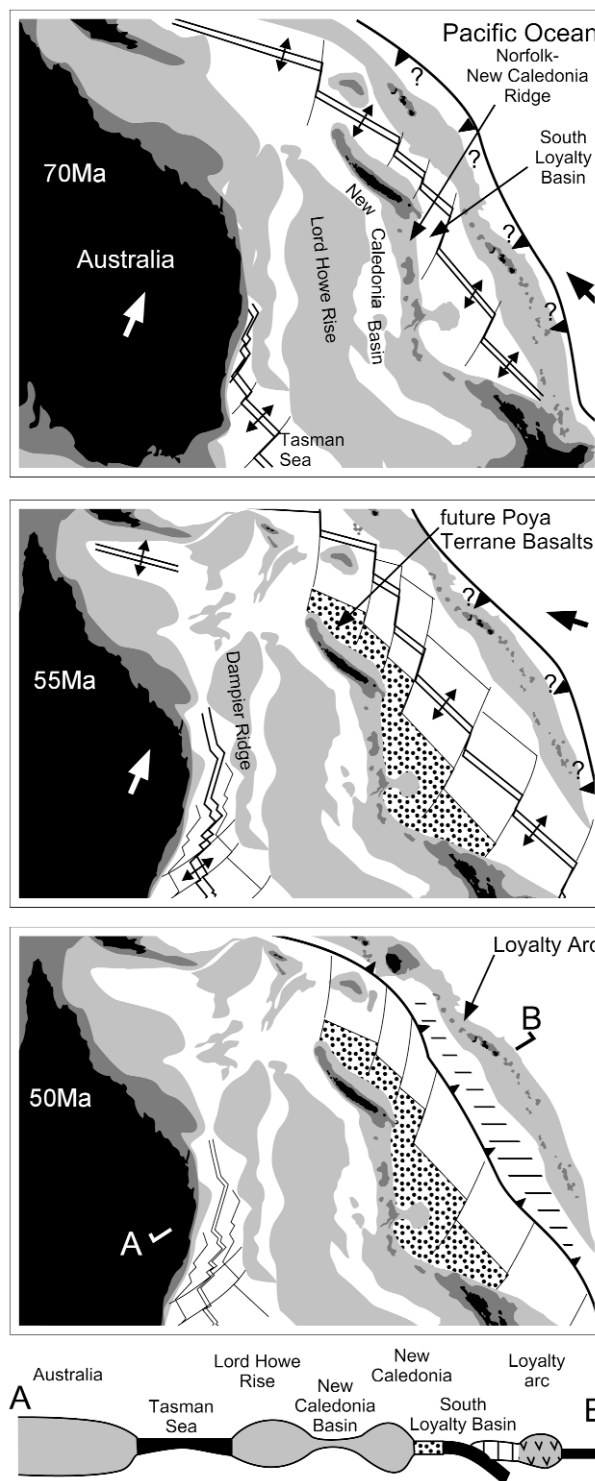 Pacific Ocean
Norfolk-
New Caledonia
Ridge
South
Loyalty
Basin
?
?
?
?
?
70Ma
Australia
Lord Howe Rise
New Caledonia Basin
Tasman
Sea
future Poya
Terrane Basalts
?
?
?
55Ma
Dampier Ridge
Loyalty Arc
B
50Ma
A
Australia
Lord Howe
Rise
New
Caledonia
Loyalty
arc
A
Tasman
Sea
New
Caledonia
Basin
South
Loyalty Basin
B